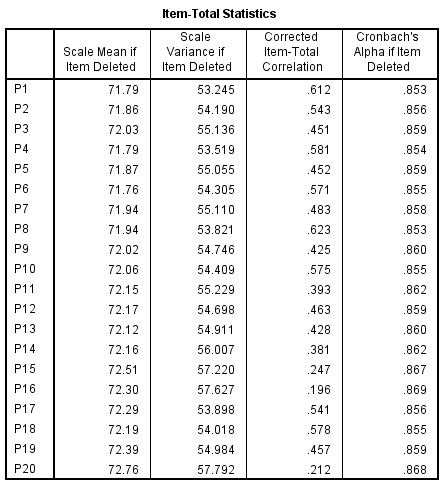 Item-Total Statistics
Scale Mean if Item Deleted Scale Variance if Item Deleted Corrected Item-Total Correlation Cronbach's Alpha if Item Deleted
P1 71.79 53.245 .612 .853
P2 71.86 54.190 .543 .856
P3 72.03 55.136 .451 .859
P4 71.79 53.519 .581 .854
P5 71.87 55.055 .452 .859
P6 71.76 54.305 .571 .855
P7 71.94 55.110 .483 .858
P8 71.94 53.821 .623 .853
P9 72.02 54.746 .425 .860
P10 72.06 54.409 .575 .855
P11 72.15 55.229 .393 .862
P12 72.17 54.698 .463 .859
P13 72.12 54.911 .428 .860
P14 72.16 56.007 .381 .862
P15 72.51 57.220 .247 .867
P16 72.30 57.627 .196 .869
P17 72.29 53.898 .541 .856
P18 72.19 54.018 .578 .855
P19 72.39 54.984 .457 .859
P20 72.76 57.792 .212 .868